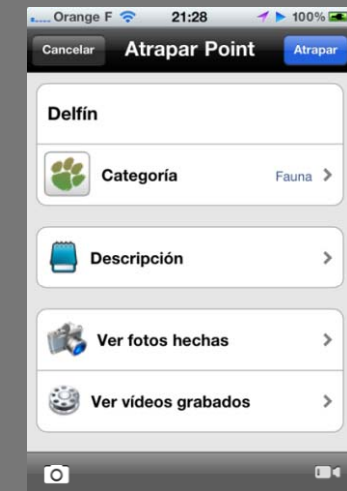 Orange F 21:28 100%
Cancelar Atrapar Point Atrapar
Delfín
Categoría Fauna
Descripción
Ver fotos hechas
Ver vídeos grabados